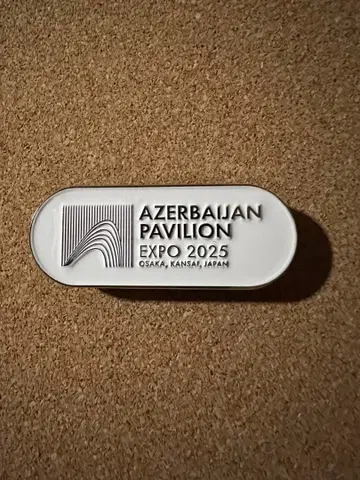 AZERBAIJAN
PAVILION
EXPO 2025
OSAKA, KANSAI, JAPAN